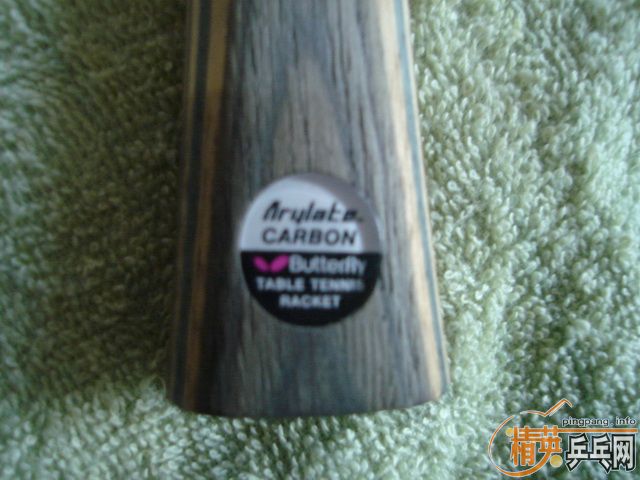 Arylate
CARBON
Butterfly
TABLE TENNIS
RACKET
pingpang.info
精英乒乓网